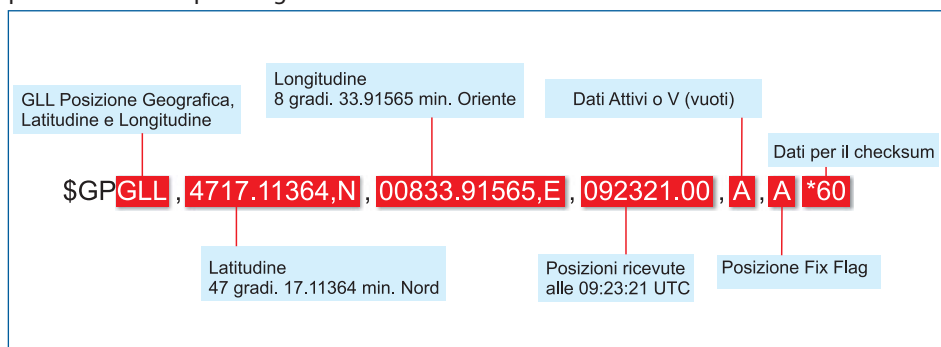 Longitudine
8 gradi. 33.91565 min. Oriente
GLL Posizione Geografica,
Latitudine e Longitudine
Dati Attivi o V (vuoti)
Dati per il checksum
$GPGLL , 4717.11364,N , 00833.91565,E , 092321.00 , A , A *60
Latitudine
47 gradi. 17.11364 min. Nord
Posizioni ricevute
alle 09:23:21 UTC
Posizione Fix Flag